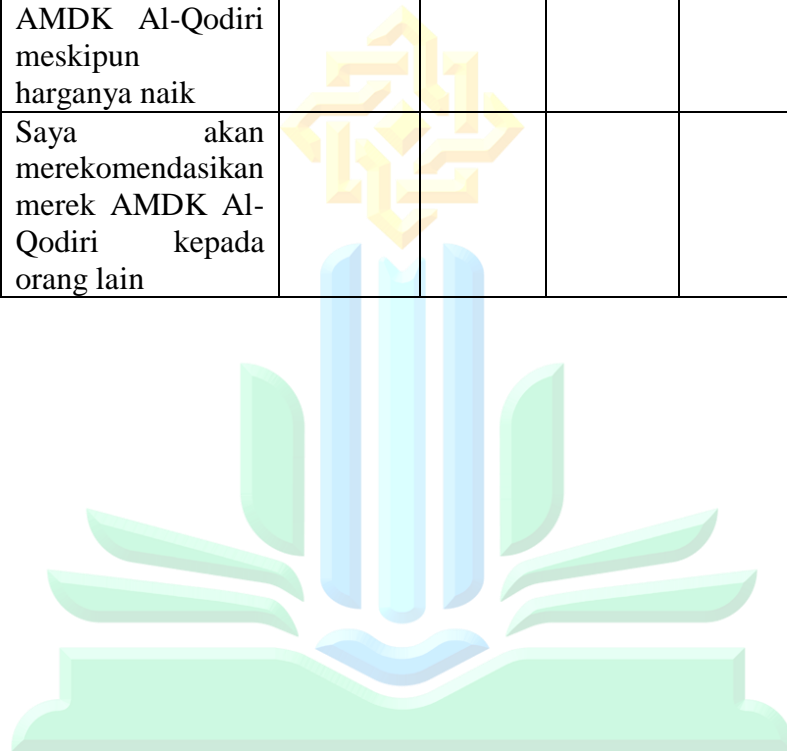 AMDK Al-Qodiri
meskipun
harganya naik
Saya akan
merekomendasikan
merek AMDK Al-
Qodiri kepada
orang lain